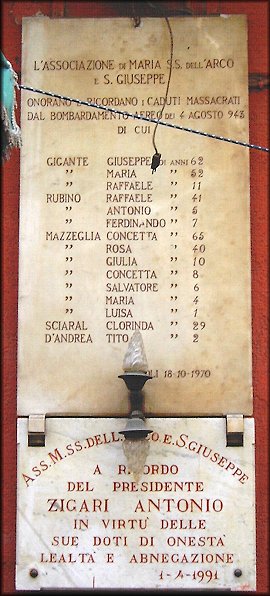 L'ASSOCIAZIONE DI MARIA S.S. DELL'ARCO
E S. GIUSEPPE
ONORANO E RICORDANO I CADUTI MASSACRATI
DAL BOMBARDAMENTO AEREO DEL 4 AGOSTO 943
DI CUI
GIGANTE GIUSEPPE DI ANNI 62
" MARIA " 52
" RAFFAELE " 11
RUBINO RAFFAELE " 41
" ANTONIO " 5
" FERDINANDO " 7
MAZZEGLIA CONCETTA " 65
" ROSA " 40
" GIULIA " 10
" CONCETTA " 8
" SALVATORE " 6
" MARIA " 4
" LUISA " 1
SCIARAL CLORINDA " 29
D'ANDREA TITO " 2
18-10-1970
ASS. M. SS. DELL'ARCO E S. GIUSEPPE
A RICORDO
DEL PRESIDENTE
ZIGARI ANTONIO
IN VIRTÙ DELLE
SUE DOTI DI ONESTÀ
LEALTÀ E ABNEGAZIONE
1-4-1991